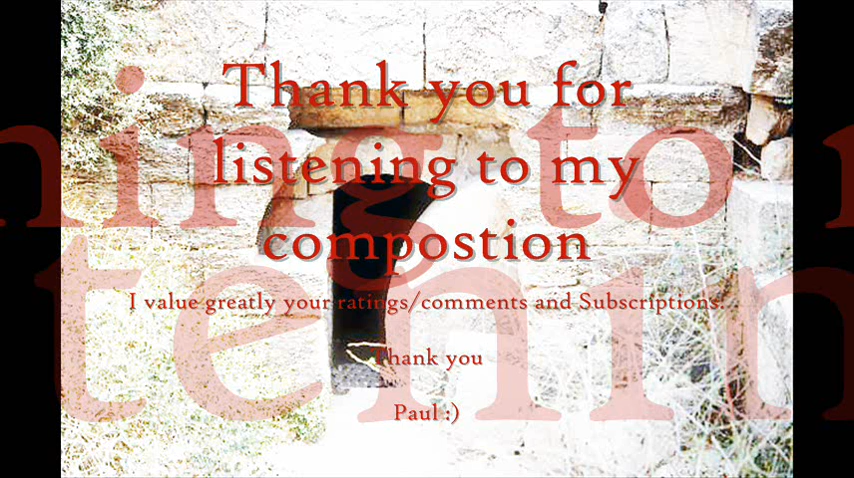 Thank you for
listening to my
compostion
I value greatly your ratings/comments and Subscriptions.
Thank you
Paul :)